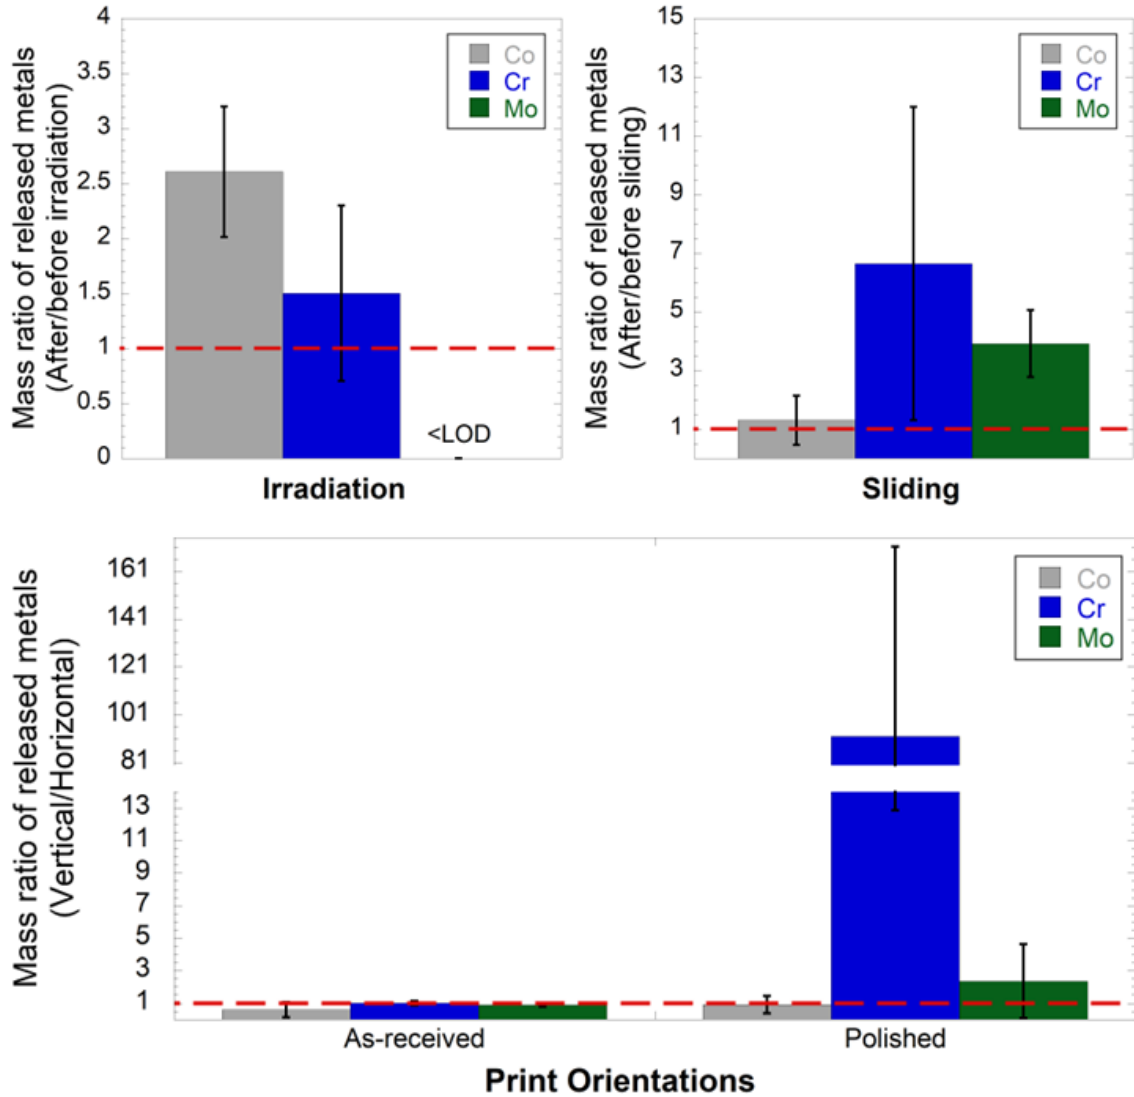 Mass ratio of released metals
(After/before irradiation)
4
3.5
3
2.5
2
1.5
1
0.5
0
Co
Cr
Mo
<LOD
Irradiation
Mass ratio of released metals
(After/before sliding)
15
13
11
9
7
5
3
1
Co
Cr
Mo
Sliding
Mass ratio of released metals
(Vertical/Horizontal)
161
141
121
101
81
13
11
9
7
5
3
1
Co
Cr
Mo
As-received
Polished
Print Orientations